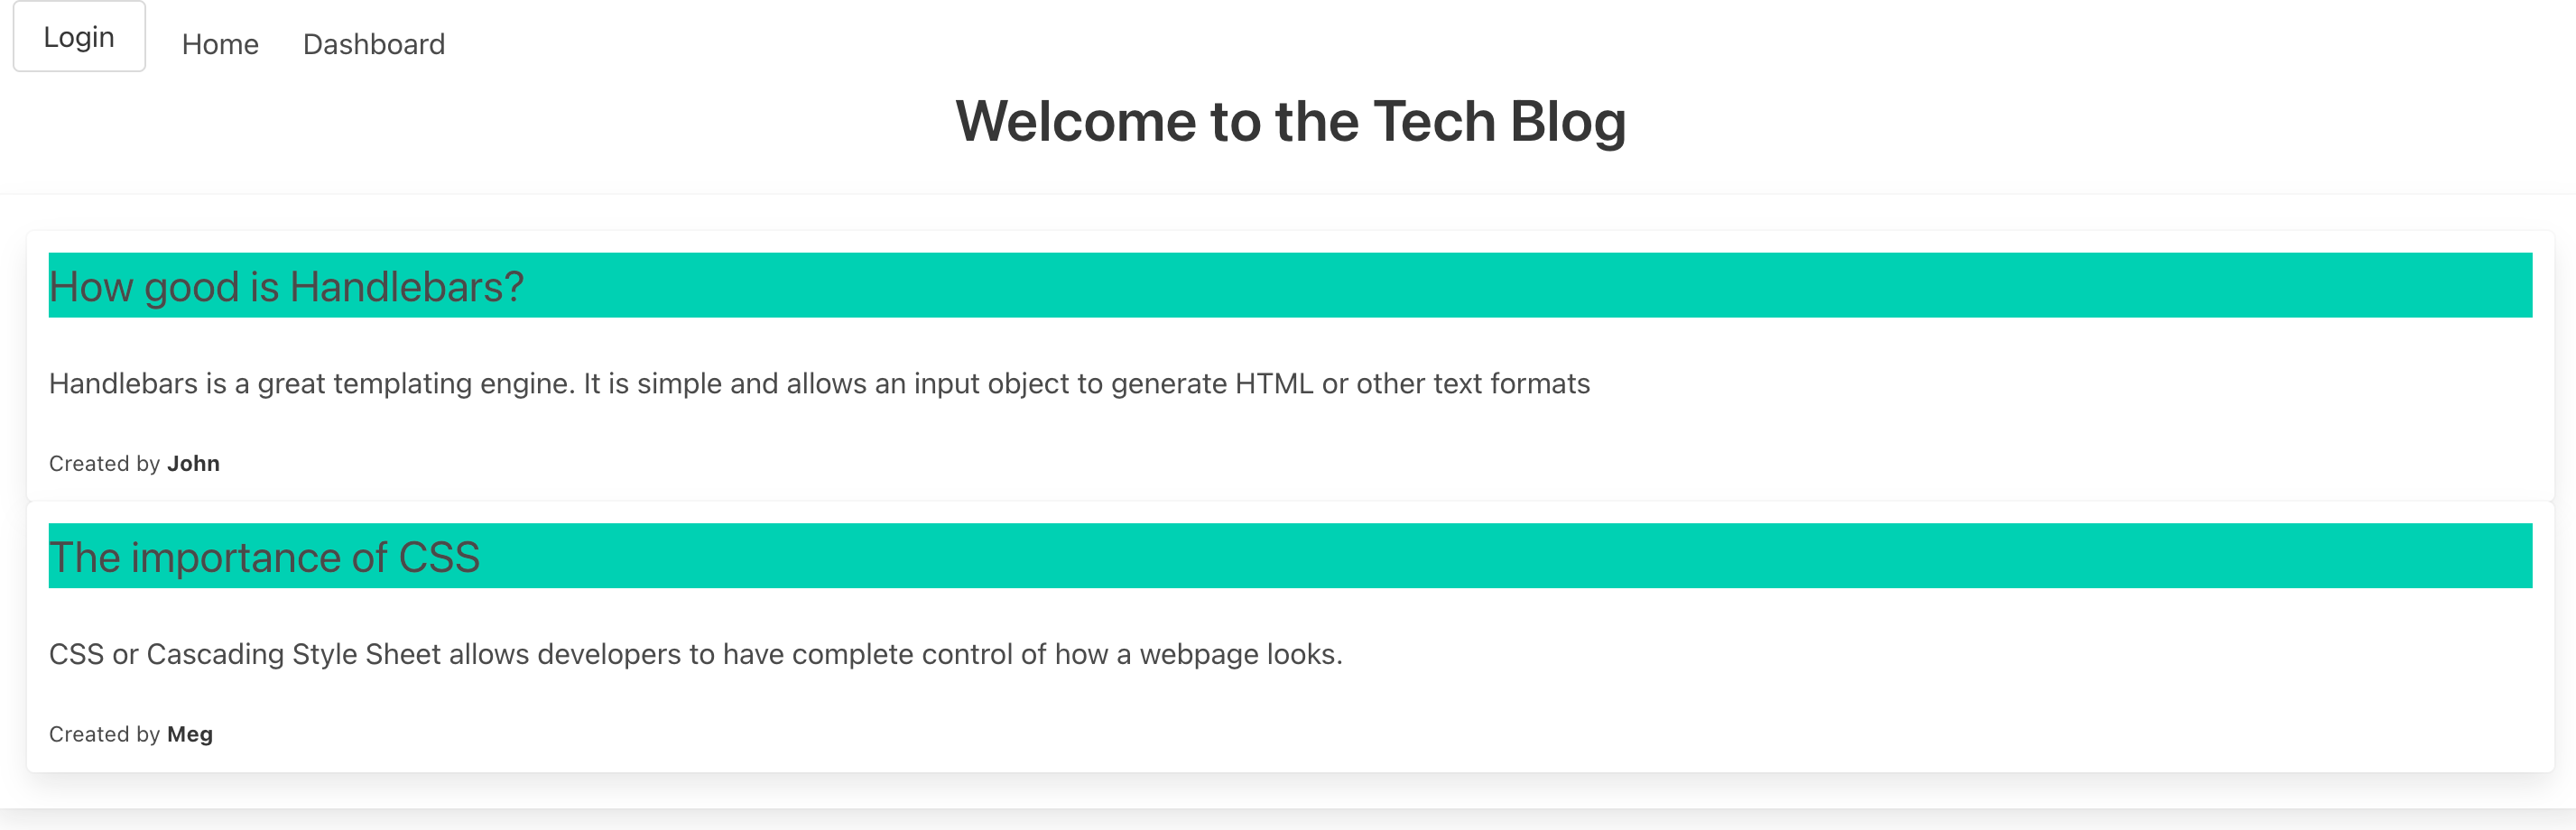 Login Home Dashboard
Welcome to the Tech Blog
How good is Handlebars?
Handlebars is a great templating engine. It is simple and allows an input object to generate HTML or other text formats
Created by John
The importance of CSS
CSS or Cascading Style Sheet allows developers to have complete control of how a webpage looks.
Created by Meg